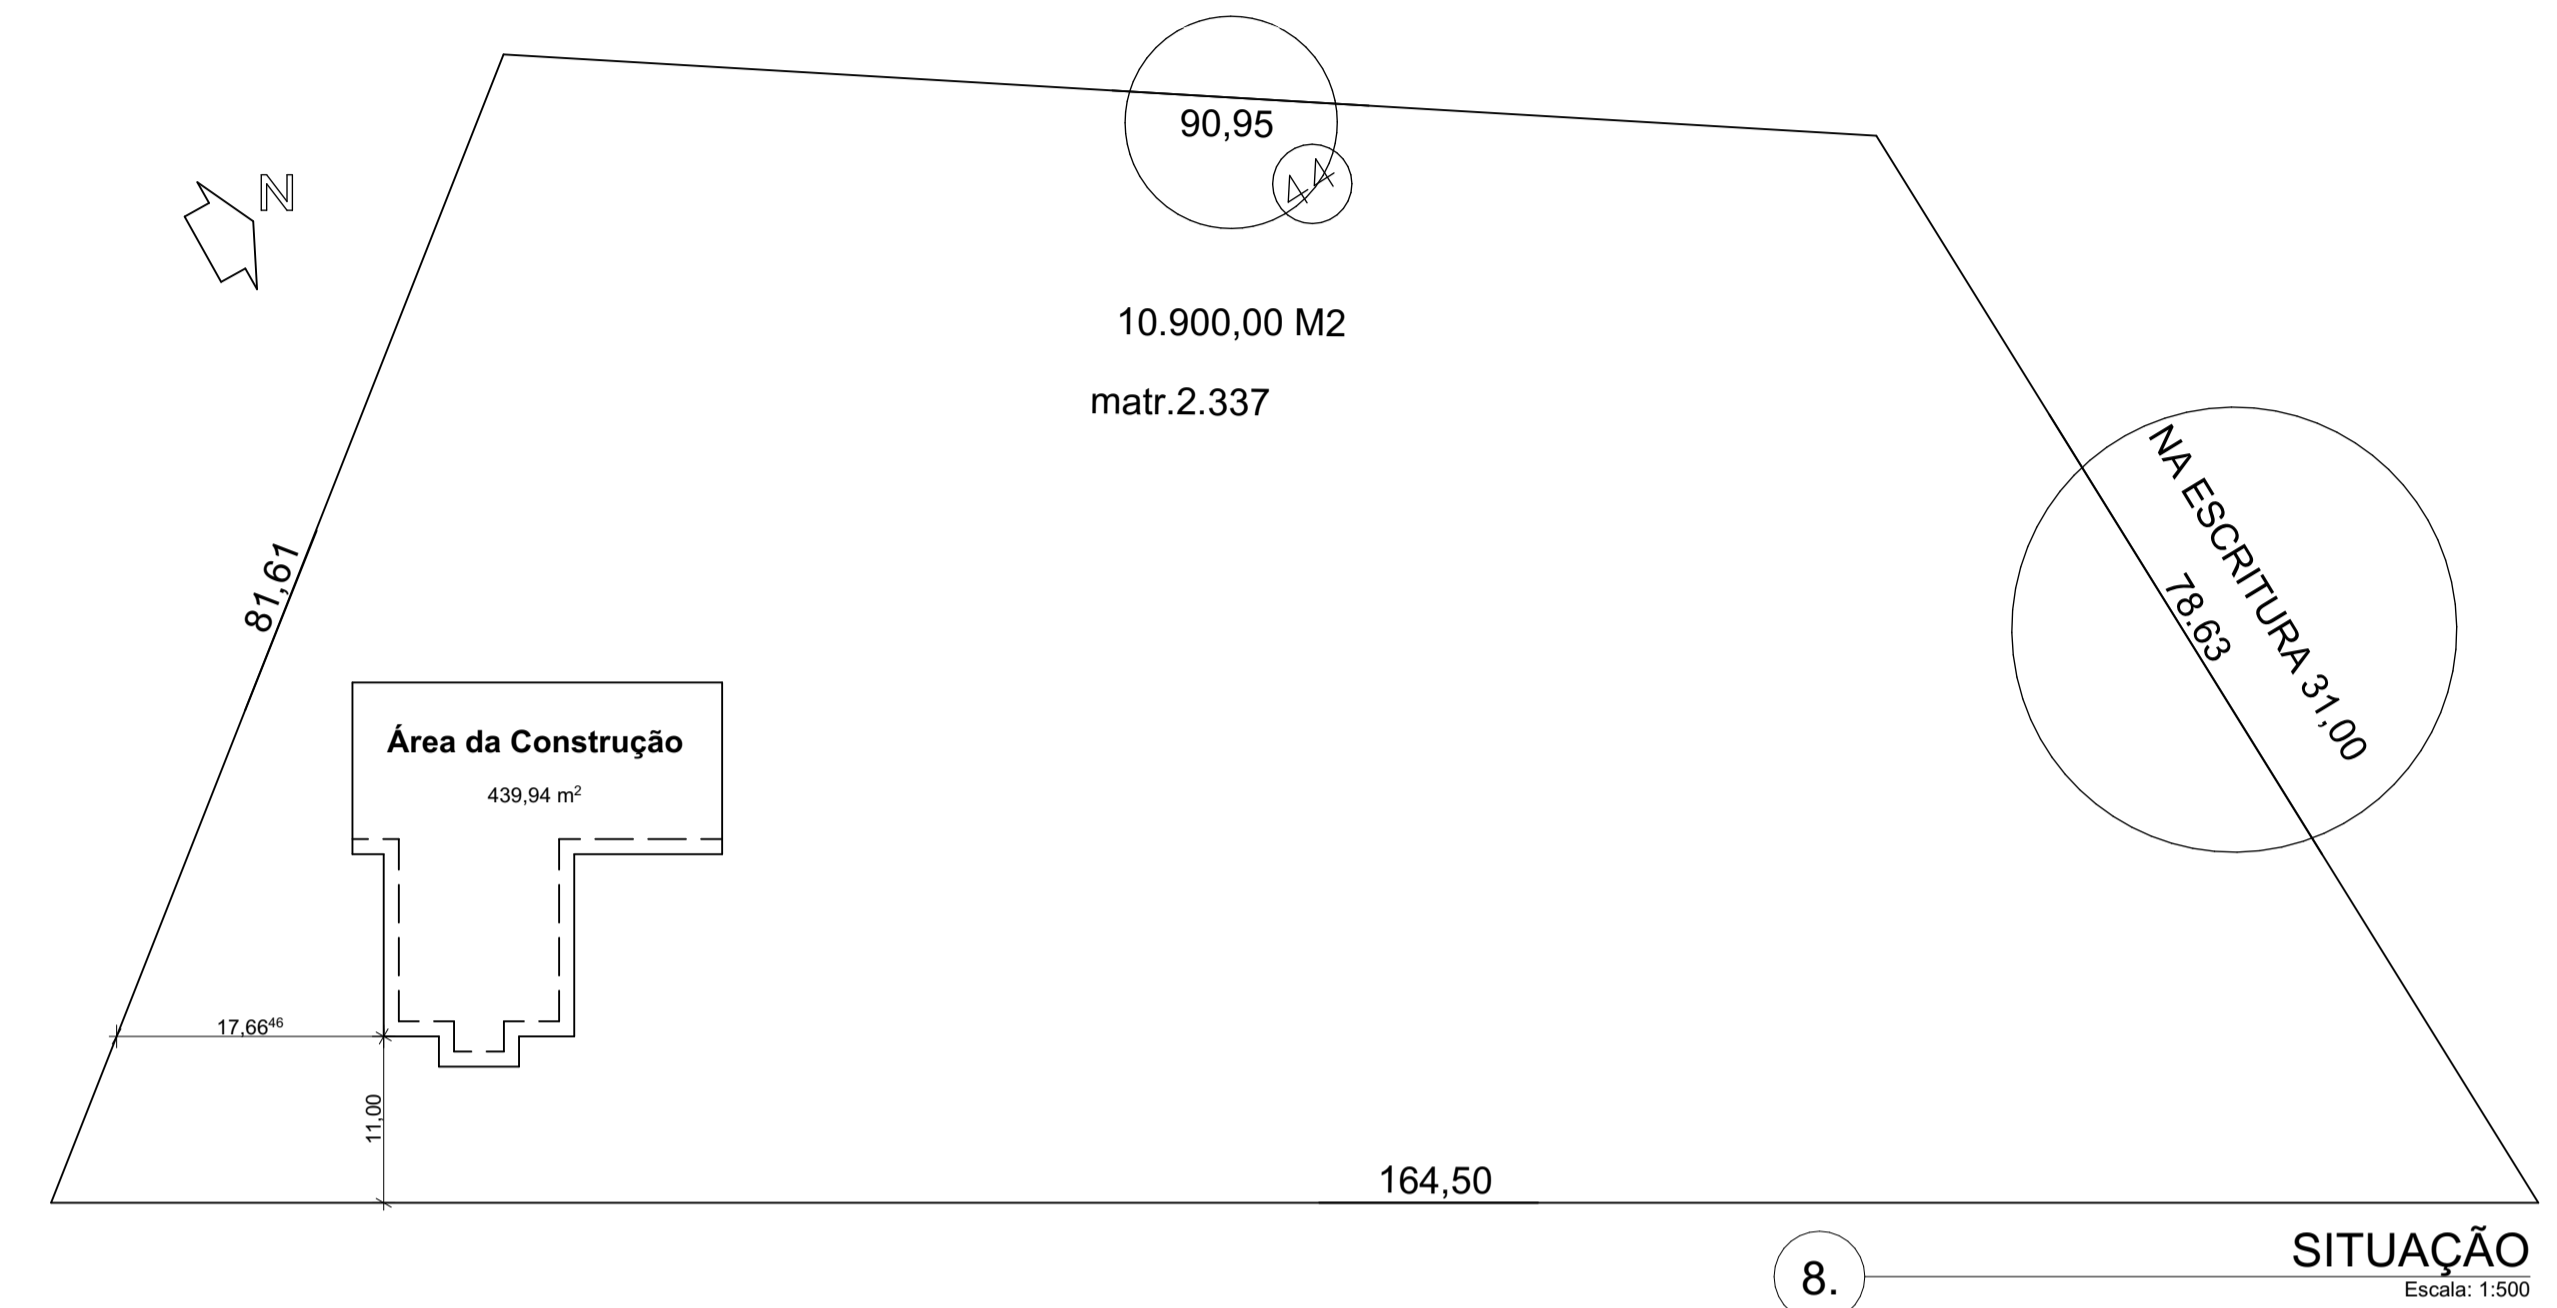 90,95
44
N
10.900,00 M2
matr.2.337
NA ESCRITURA 31,00
78.63
81,61
Área da Construção
439,94 m²
17,66⁴⁶
11,00
164,50
SITUAÇÃO
8.
Escala: 1:500